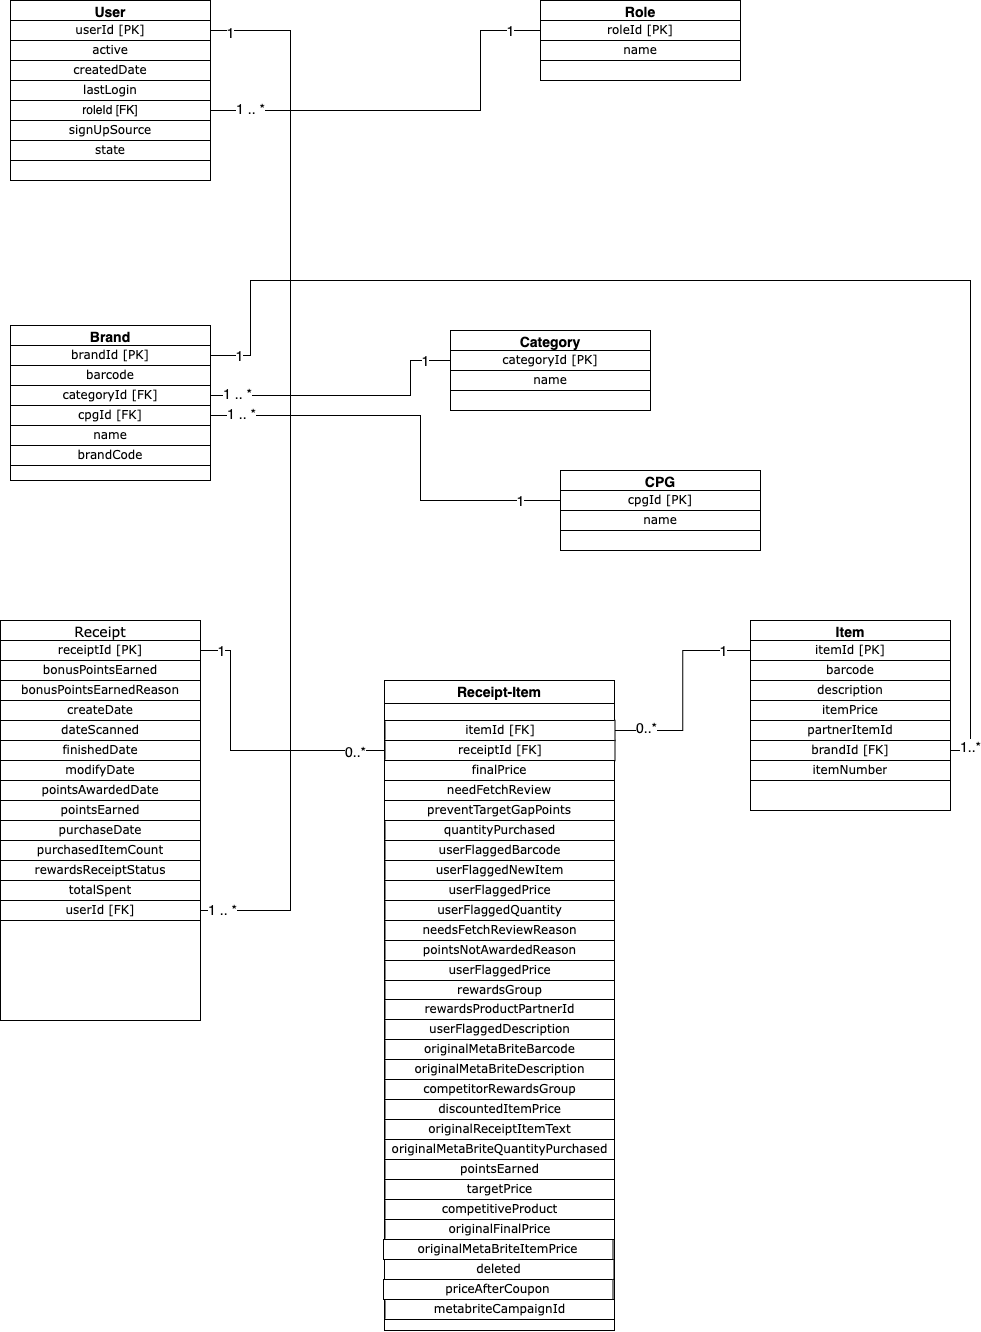 User
userId [PK]
active
createdDate
lastLogin
roleId [FK]
signUpSource
state
1
1 .. *
1
Role
roleId [PK]
name
Brand
brandId [PK]
barcode
categoryId [FK]
cpgId [FK]
name
brandCode
1
1 .. *
1 .. *
1
Category
categoryId [PK]
name
1
CPG
cpgId [PK]
name
Receipt
receiptId [PK]
bonusPointsEarned
bonusPointsEarnedReason
createDate
dateScanned
finishedDate
modifyDate
pointsAwardedDate
pointsEarned
purchaseDate
purchasedItemCount
rewardsReceiptStatus
totalSpent
userId [FK]
1
1 .. *
0..*
Receipt-Item
itemId [FK]
receiptId [FK]
finalPrice
needFetchReview
preventTargetGapPoints
quantityPurchased
userFlaggedBarcode
userFlaggedNewItem
userFlaggedPrice
userFlaggedQuantity
needsFetchReviewReason
pointsNotAwardedReason
userFlaggedPrice
rewardsGroup
rewardsProductPartnerId
userFlaggedDescription
originalMetaBriteBarcode
originalMetaBriteDescription
competitorRewardsGroup
discountedItemPrice
originalReceiptItemText
originalMetaBriteQuantityPurchased
pointsEarned
targetPrice
competitiveProduct
originalFinalPrice
originalMetaBriteItemPrice
deleted
priceAfterCoupon
metabriteCampaignId
0..*
1
Item
itemId [PK]
barcode
description
itemPrice
partnerItemId
brandId [FK]
itemNumber
1..*